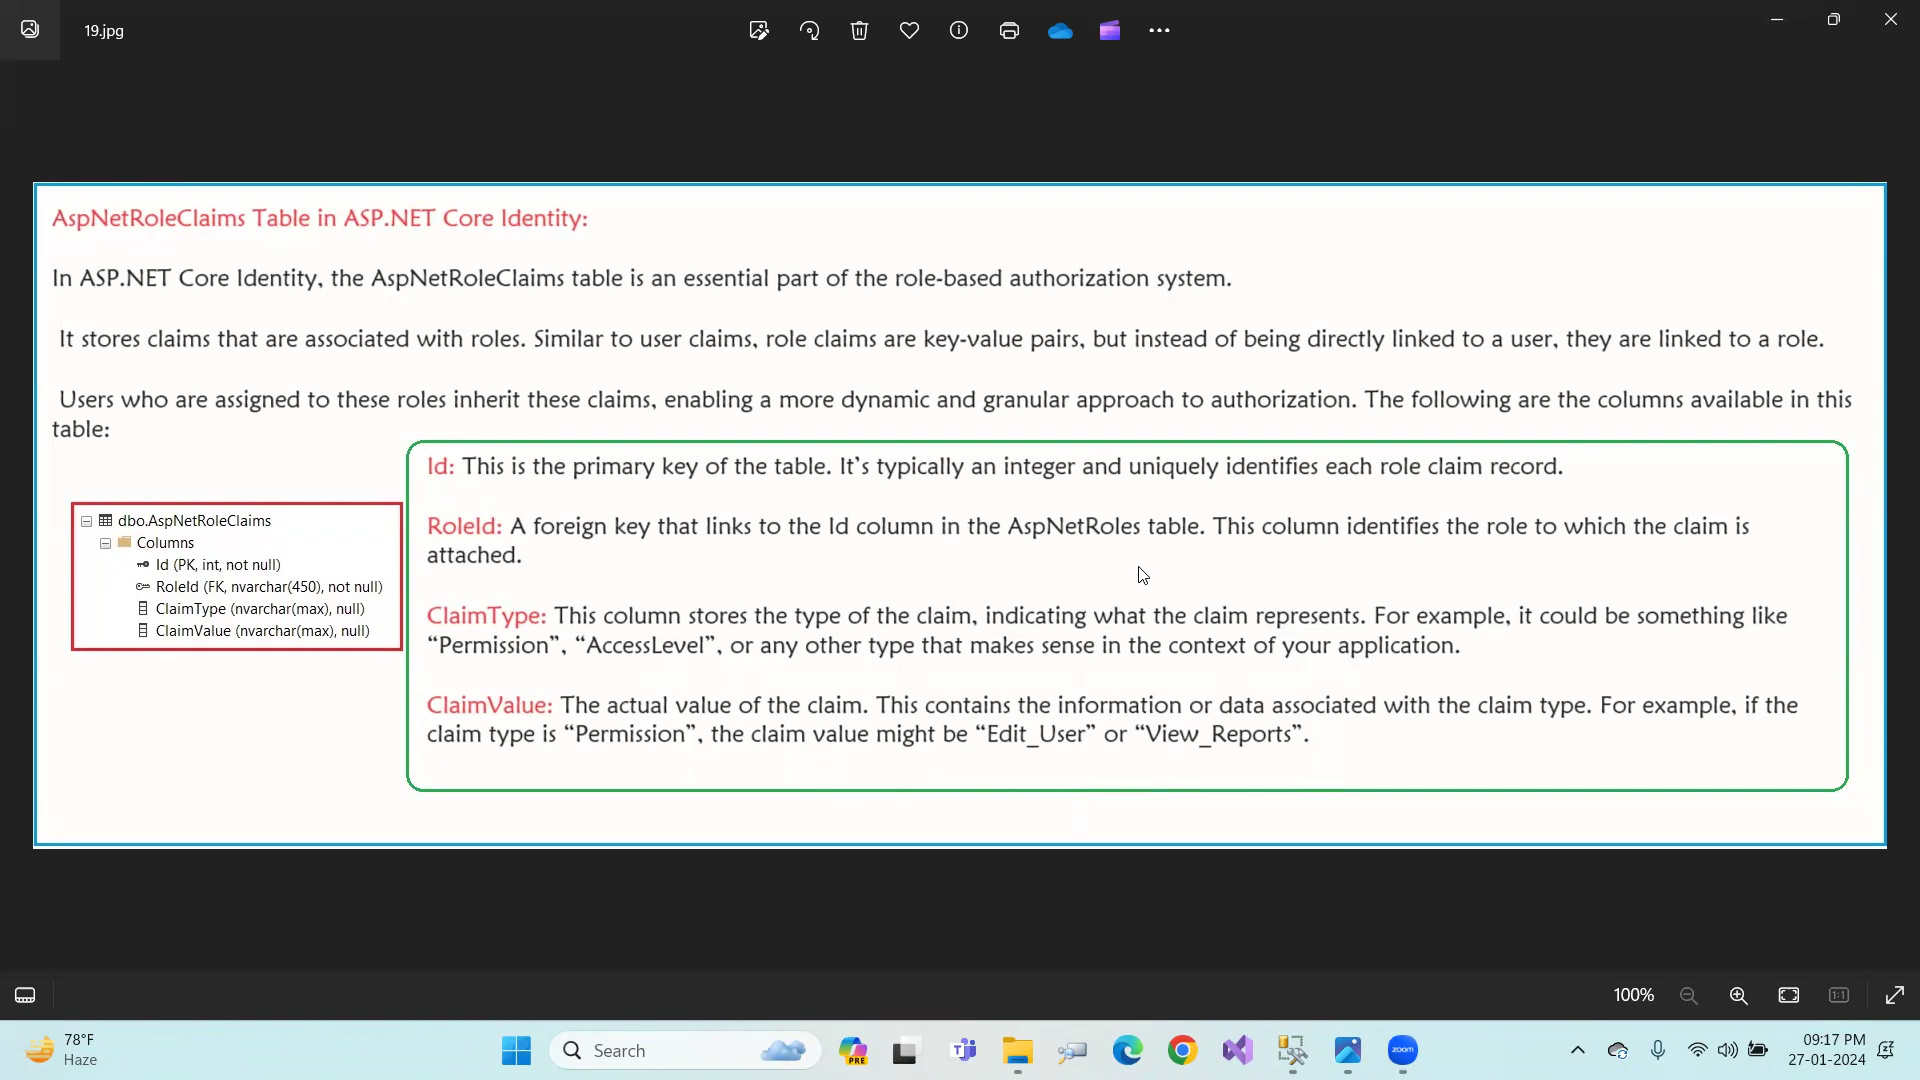 19.jpg
AspNetRoleClaims Table in ASP.NET Core Identity:
In ASP.NET Core Identity, the AspNetRoleClaims table is an essential part of the role-based authorization system.
It stores claims that are associated with roles. Similar to user claims, role claims are key-value pairs, but instead of being directly linked to a user, they are linked to a role.
Users who are assigned to these roles inherit these claims, enabling a more dynamic and granular approach to authorization. The following are the columns available in this
table:
dbo.AspNetRoleClaims
Columns
Id (PK, int, not null)
RoleId (FK, nvarchar(450), not null)
ClaimType (nvarchar(max), null)
ClaimValue (nvarchar(max), null)
Id: This is the primary key of the table. It’s typically an integer and uniquely identifies each role claim record.
RoleId: A foreign key that links to the Id column in the AspNetRoles table. This column identifies the role to which the claim is
attached.
ClaimType: This column stores the type of the claim, indicating what the claim represents. For example, it could be something like
“Permission”, “AccessLevel”, or any other type that makes sense in the context of your application.
ClaimValue: The actual value of the claim. This contains the information or data associated with the claim type. For example, if the
claim type is “Permission”, the claim value might be “Edit_User” or “View_Reports”.
100%
1:1
78°F
Haze
Search
PRE
zoom
09:17 PM
27-01-2024